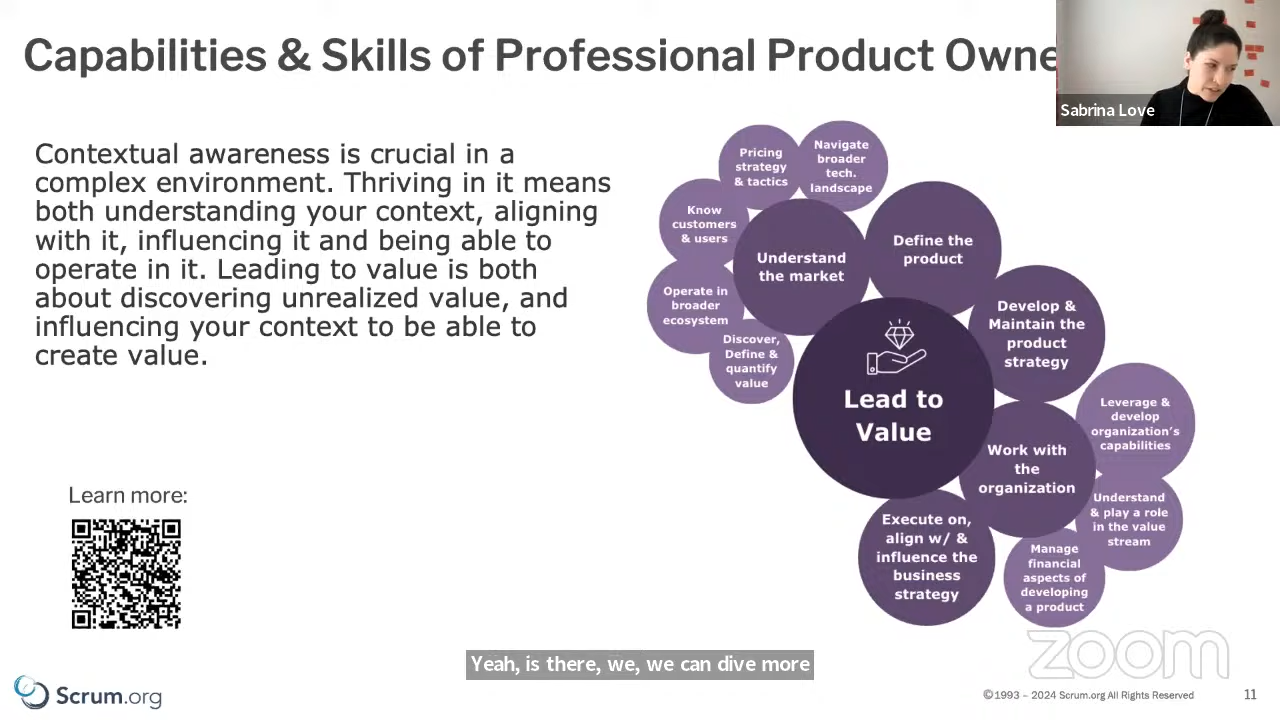 Capabilities & Skills of Professional Product Owne
Sabrina Love
Contextual awareness is crucial in a
complex environment. Thriving in it means
both understanding your context, aligning
with it, influencing it and being able to
operate in it. Leading to value is both
about discovering unrealized value, and
influencing your context to be able to
create value.
Learn more:
Pricing
strategy
& tactics
Navigate
broader
tech.
landscape
Know
customers
& users
Understand
the market
Define the
product
Operate in
broader
ecosystem
Discover,
Define &
quantify
value
Develop &
Maintain the
product
strategy
Lead to
Value
Leverage &
develop
organization's
capabilities
Work with
the
organization
Understand
& play a role
in the value
stream
Execute on,
align w/ &
influence the
business
strategy
Manage
financial
aspects of
developing
a product
zoom
Yeah, is there, we, we can dive more
Scrum.org
©1993 – 2024 Scrum.org All Rights Reserved
11